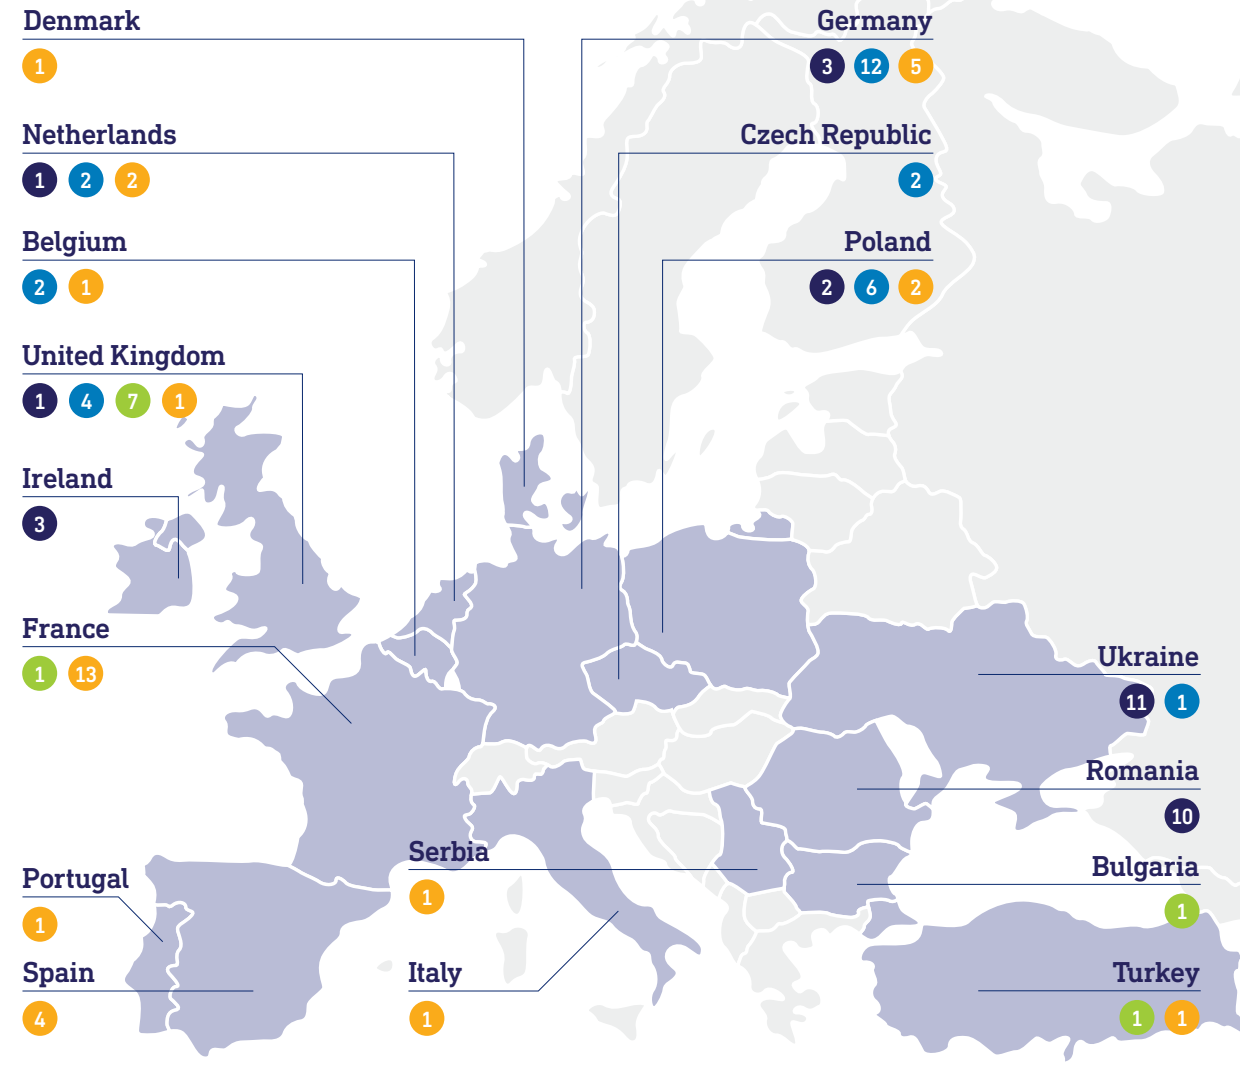 Denmark
1
Netherlands
1 2 2
Belgium
2 1
United Kingdom
1 4 7 1
Ireland
3
France
1 13
Portugal
1
Spain
4
Serbia
1
Italy
1
Germany
3 12 5
Czech Republic
2
Poland
2 6 2
Ukraine
11 1
Romania
10
Bulgaria
1
Turkey
1 1